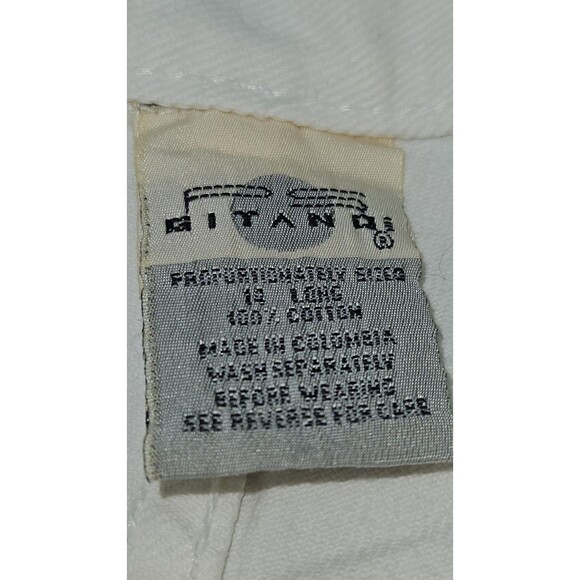 GITANO
®
PROPORTIONATELY SIZED
LONG
100% COTTON
MADE IN COLOMBIA
WASH SEPARATELY
BEFORE WEARING
SEE REVERSE FOR CARE